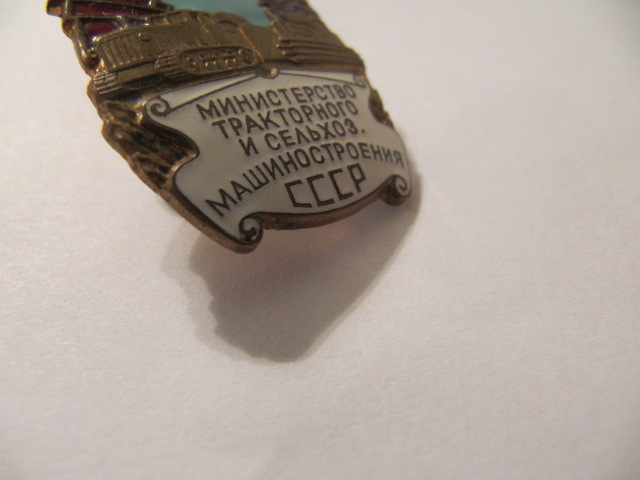 МИНИСТЕРСТВО
ТРАКТОРНОГО
И СЕЛЬХОЗ.
МАШИНОСТРОЕНИЯ
СССР